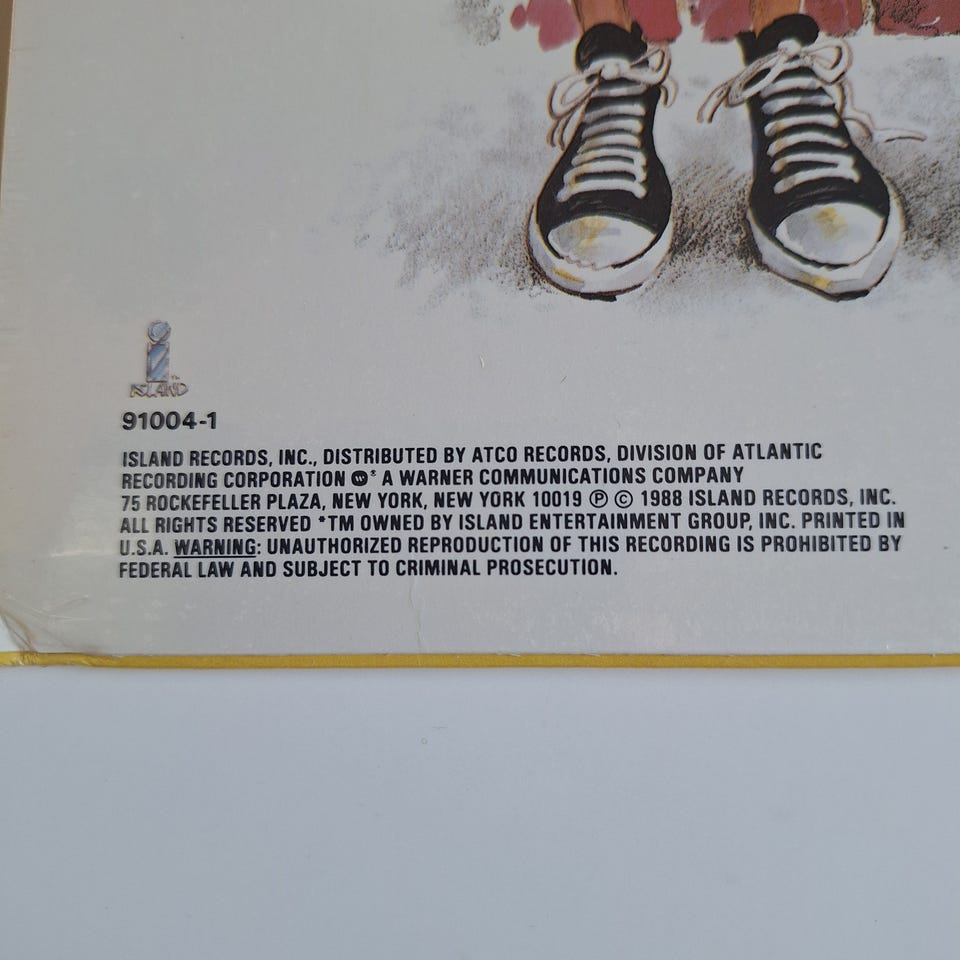 i™
ISLAND
91004-1
ISLAND RECORDS, INC., DISTRIBUTED BY ATCO RECORDS, DIVISION OF ATLANTIC
RECORDING CORPORATION ⓦ* A WARNER COMMUNICATIONS COMPANY
75 ROCKEFELLER PLAZA, NEW YORK, NEW YORK 10019 Ⓟ © 1988 ISLAND RECORDS, INC.
ALL RIGHTS RESERVED *TM OWNED BY ISLAND ENTERTAINMENT GROUP, INC. PRINTED IN
U.S.A. WARNING: UNAUTHORIZED REPRODUCTION OF THIS RECORDING IS PROHIBITED BY
FEDERAL LAW AND SUBJECT TO CRIMINAL PROSECUTION.